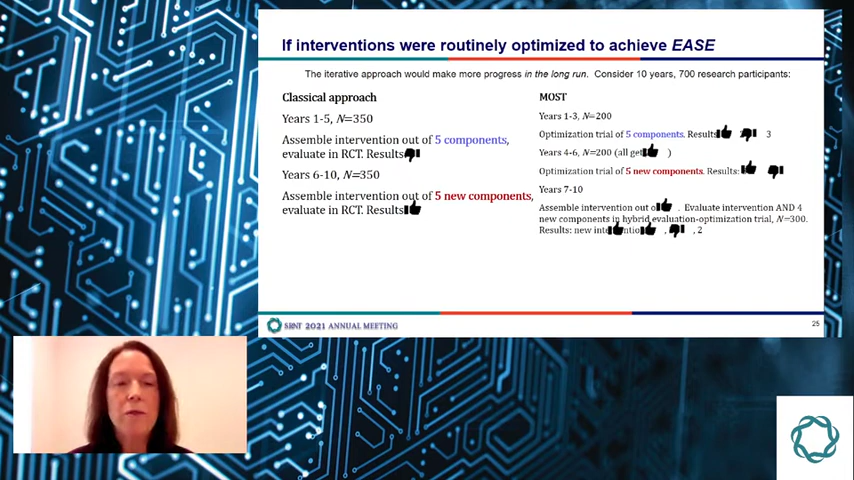 If interventions were routinely optimized to achieve EASE
The iterative approach would make more progress in the long run. Consider 10 years, 700 research participants:
Classical approach
Years 1-5, N=350
Assemble intervention out of 5 components,
evaluate in RCT. Results
Years 6-10, N=350
Assemble intervention out of 5 new components,
evaluate in RCT. Results
MOST
Years 1-3, N=200
Optimization trial of 5 components. Results 3
Years 4-6, N=200 (all get )
Optimization trial of 5 new components. Results:
Years 7-10
Assemble intervention out o . Evaluate intervention AND 4
new components in hybrid evaluation-optimization trial, N=300.
Results: new inte ntio , , 2
SRNT 2021 ANNUAL MEETING
25